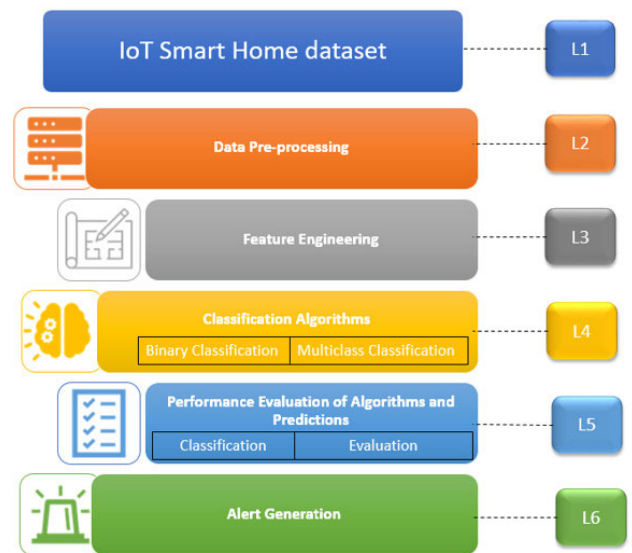 IoT Smart Home dataset
L1
Data Pre-processing
L2
Feature Engineering
L3
Classification Algorithms
Binary Classification
Multiclass Classification
L4
Performance Evaluation of Algorithms and
Predictions
Classification
Evaluation
L5
Alert Generation
L6